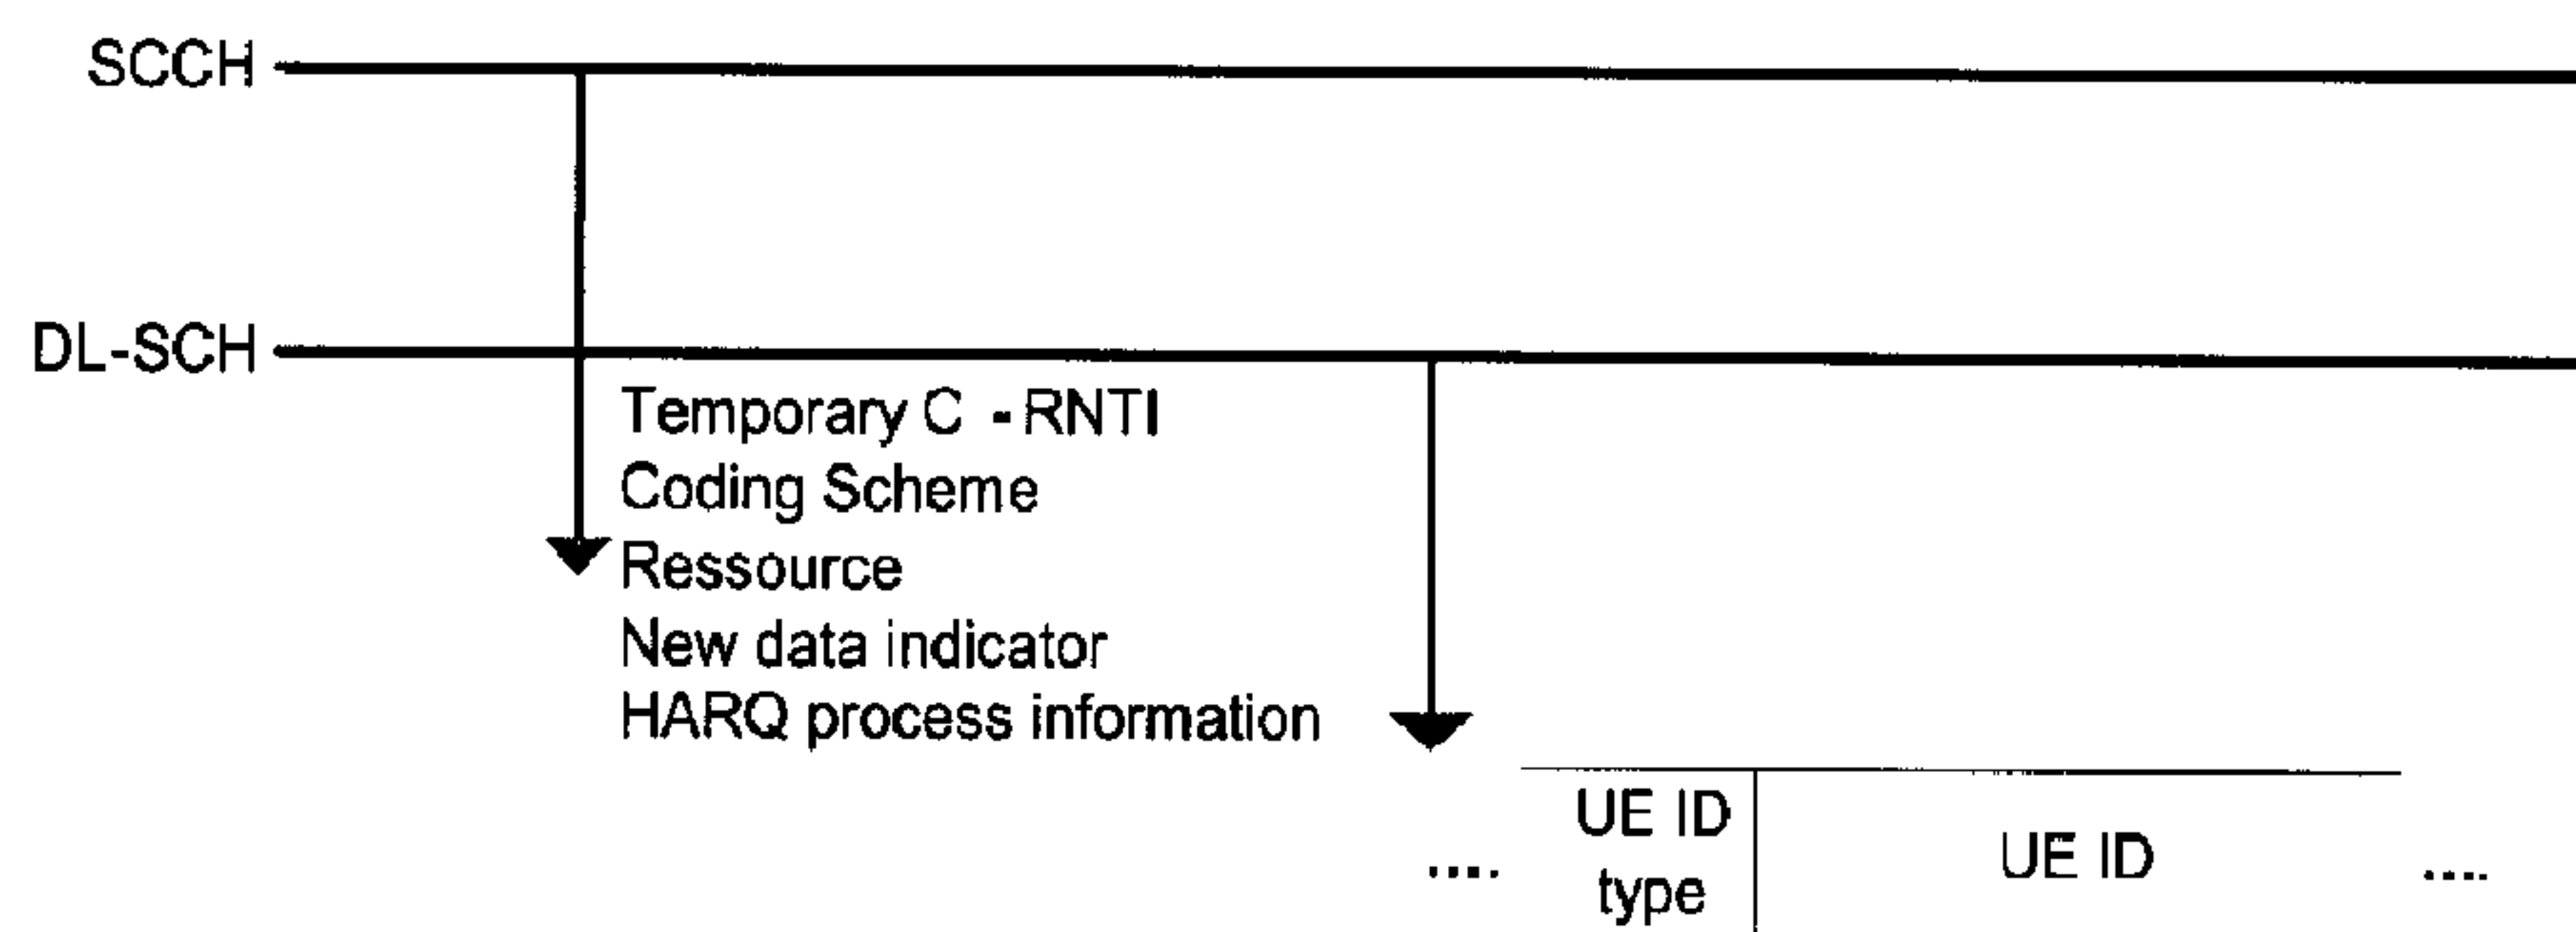 SCCH
DL-SCH
Temporary C - RNTI
Coding Scheme
Ressource
New data indicator
HARQ process information
.... UE ID type UE ID ....